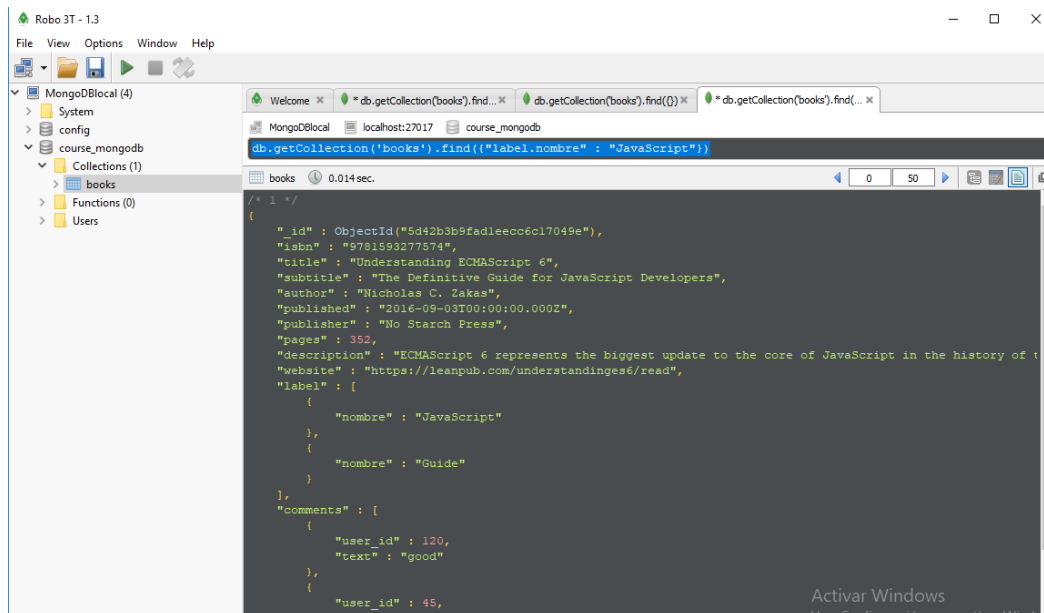 Robo 3T - 1.3
File View Options Window Help
MongoDBlocal (4)
System
config
course_mongodb
Collections (1)
books
Functions (0)
Users
Welcome × * db.getCollection('books').find... × db.getCollection('books').find({}) × * db.getCollection('books').find(... ×
MongoDBlocal localhost:27017 course_mongodb
db.getCollection('books').find({"label.nombre" : "JavaScript"})
books 0.014 sec. 0 50
/* 1 */
{
"_id" : ObjectId("5d42b3b9fad1eecc6c17049e"),
"isbn" : "9781593277574",
"title" : "Understanding ECMAScript 6",
"subtitle" : "The Definitive Guide for JavaScript Developers",
"author" : "Nicholas C. Zakas",
"published" : "2016-09-03T00:00:00.000Z",
"publisher" : "No Starch Press",
"pages" : 352,
"description" : "ECMAScript 6 represents the biggest update to the core of JavaScript in the history of t
"website" : "https://leanpub.com/understandinges6/read",
"label" : [
{
"nombre" : "JavaScript"
},
{
"nombre" : "Guide"
}
],
"comments" : [
{
"user_id" : 120,
"text" : "good"
},
{
"user_id" : 45,
Activar Windows